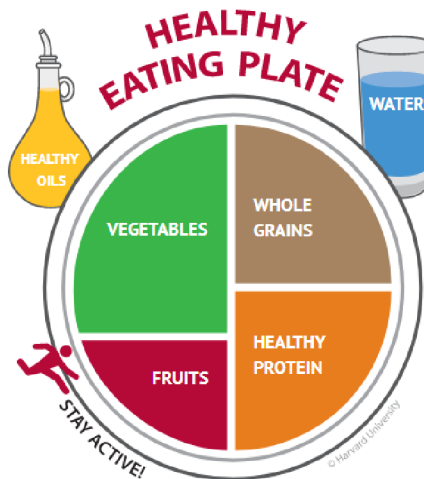 HEALTHY
EATING PLATE
HEALTHY
OILS
WATER
VEGETABLES
WHOLE
GRAINS
FRUITS
HEALTHY
PROTEIN
STAY ACTIVE!
© Harvard University